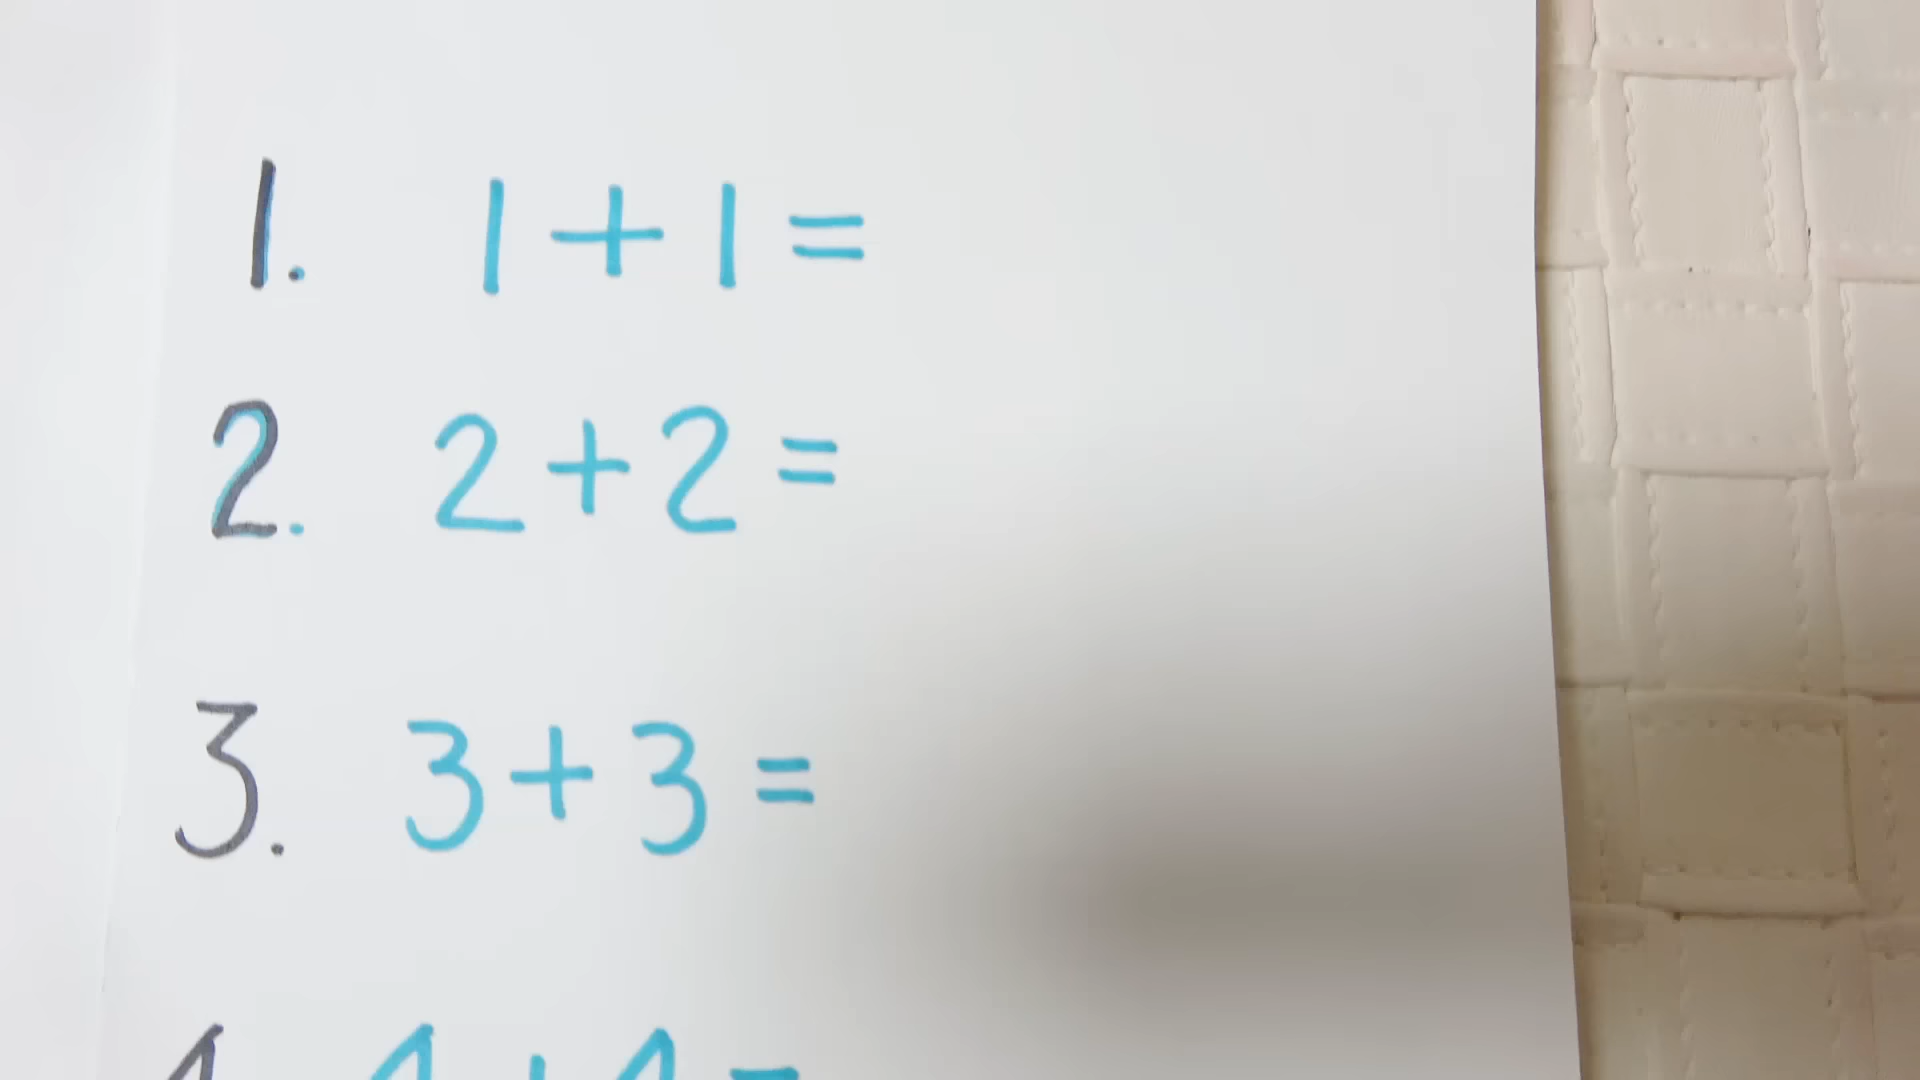 1. 1+1=
2. 2+2=
3. 3+3=